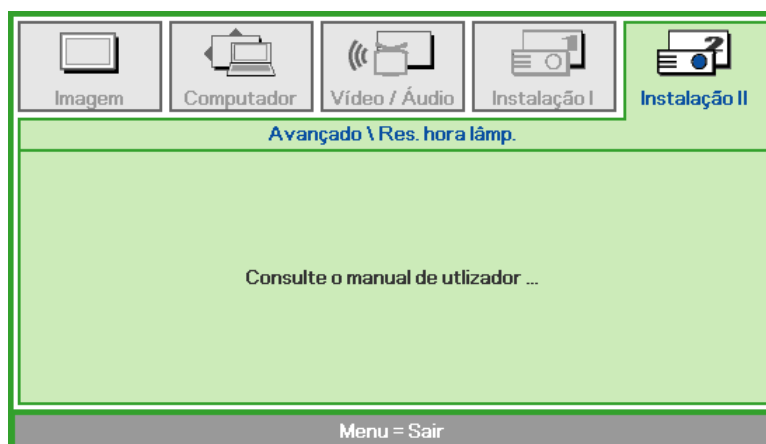 Imagem
Computador
Vídeo / Áudio
Instalação I
Instalação II
Avançado \ Res. hora lâmp.
Consulte o manual de utlizador ...
Menu = Sair